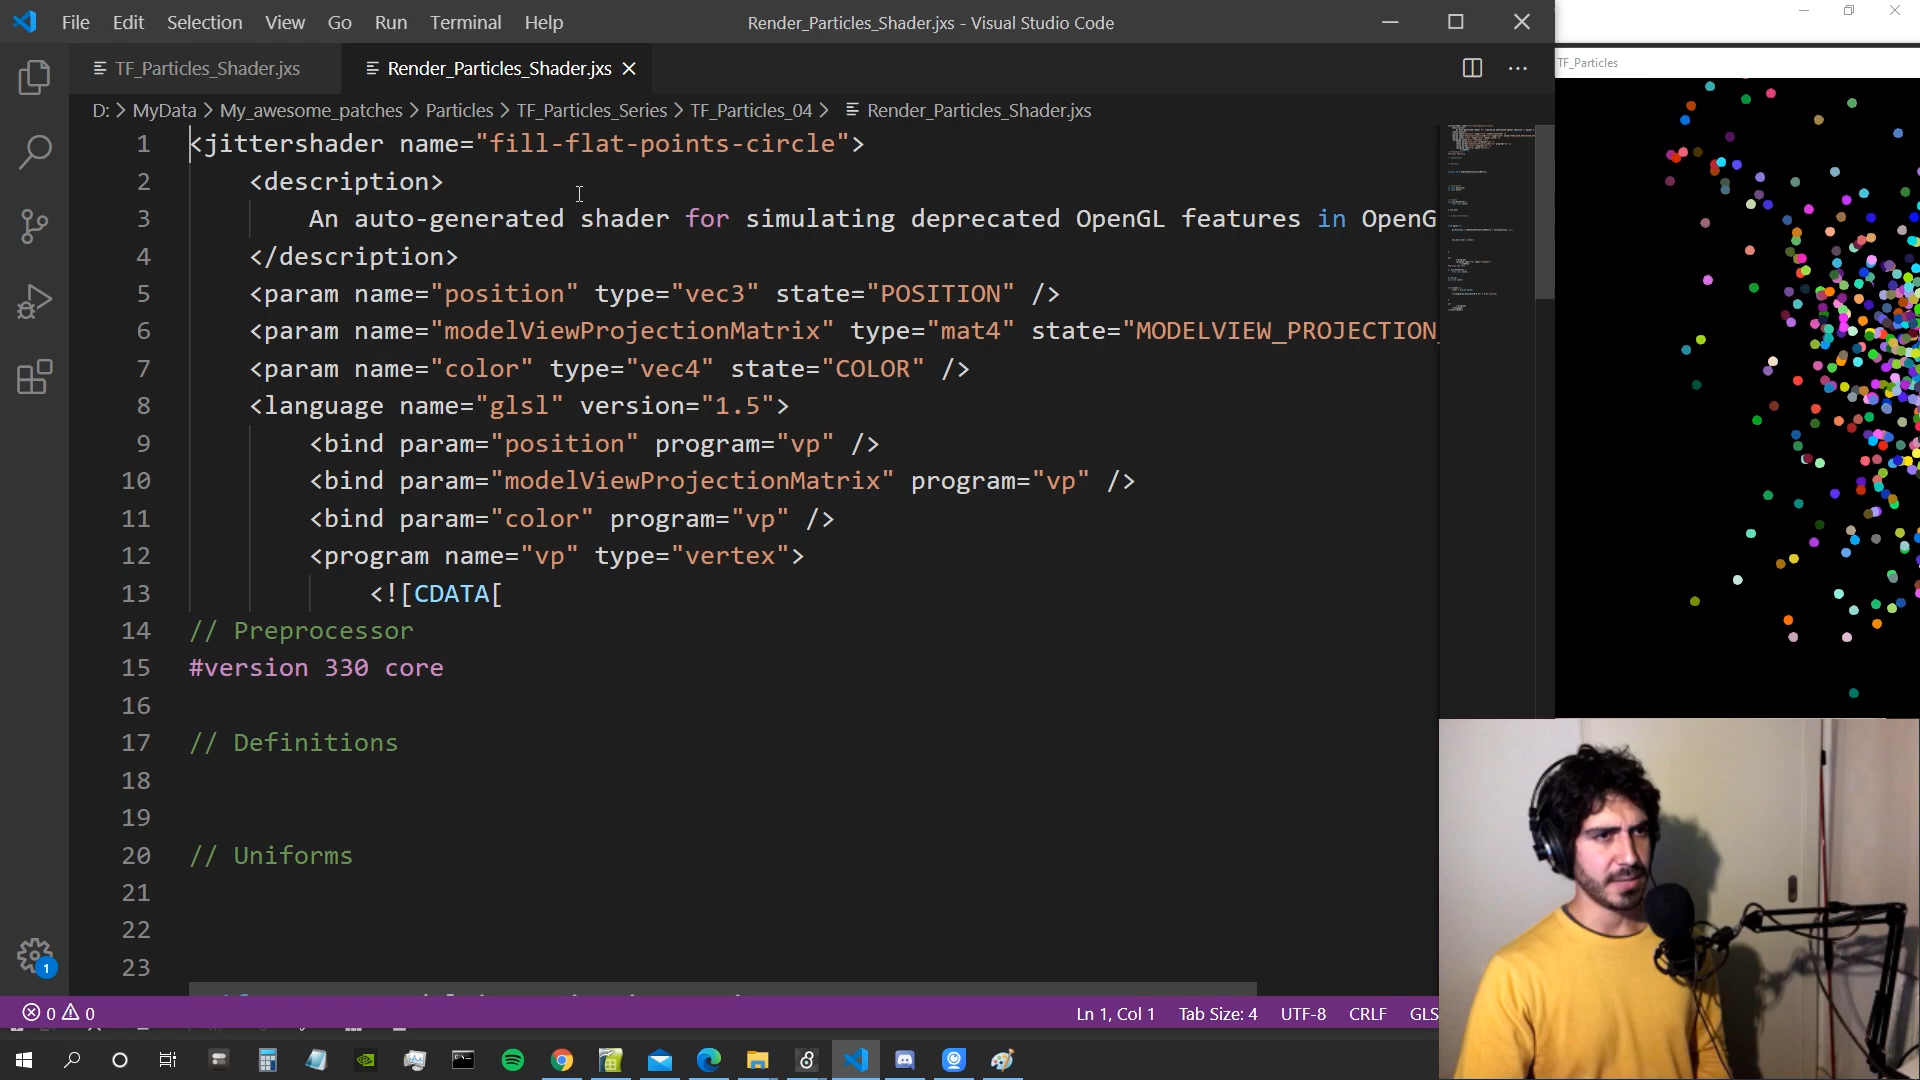 File Edit Selection View Go Run Terminal Help
Render_Particles_Shader.jxs - Visual Studio Code
TF_Particles_Shader.jxs
Render_Particles_Shader.jxs
TF_Particles
D: > MyData > My_awesome_patches > Particles > TF_Particles_Series > TF_Particles_04 > Render_Particles_Shader.jxs
1 <jittershader name="fill-flat-points-circle">
2 <description>
3 An auto-generated shader for simulating deprecated OpenGL features in OpenG
4 </description>
5 <param name="position" type="vec3" state="POSITION" />
6 <param name="modelViewProjectionMatrix" type="mat4" state="MODELVIEW_PROJECTION_
7 <param name="color" type="vec4" state="COLOR" />
8 <language name="glsl" version="1.5">
9 <bind param="position" program="vp" />
10 <bind param="modelViewProjectionMatrix" program="vp" />
11 <bind param="color" program="vp" />
12 <program name="vp" type="vertex">
13 <![CDATA[
14 // Preprocessor
15 #version 330 core
16
17 // Definitions
18
19
20 // Uniforms
21
22
23
0 0
Ln 1, Col 1 Tab Size: 4 UTF-8 CRLF GLS
1